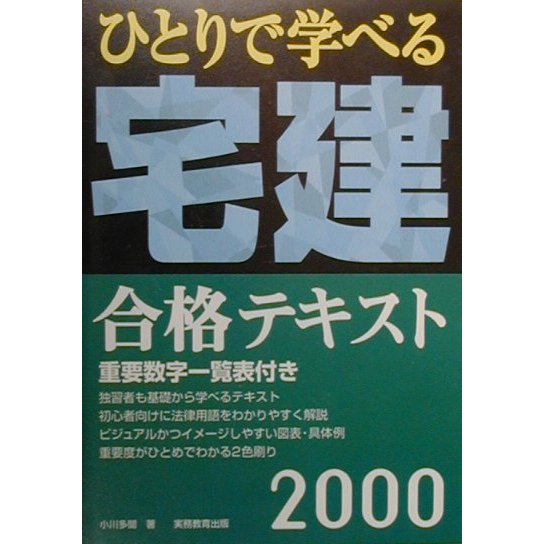 ひとりで学べる
宅建
合格テキスト
重要数字一覧表付き
独習者も基礎から学べるテキスト
初心者向けに法律用語をわかりやすく解説
ビジュアルかつイメージしやすい図表・具体例
重要度がひとめでわかる2色刷り
2000
小川多聞 著 実務教育出版